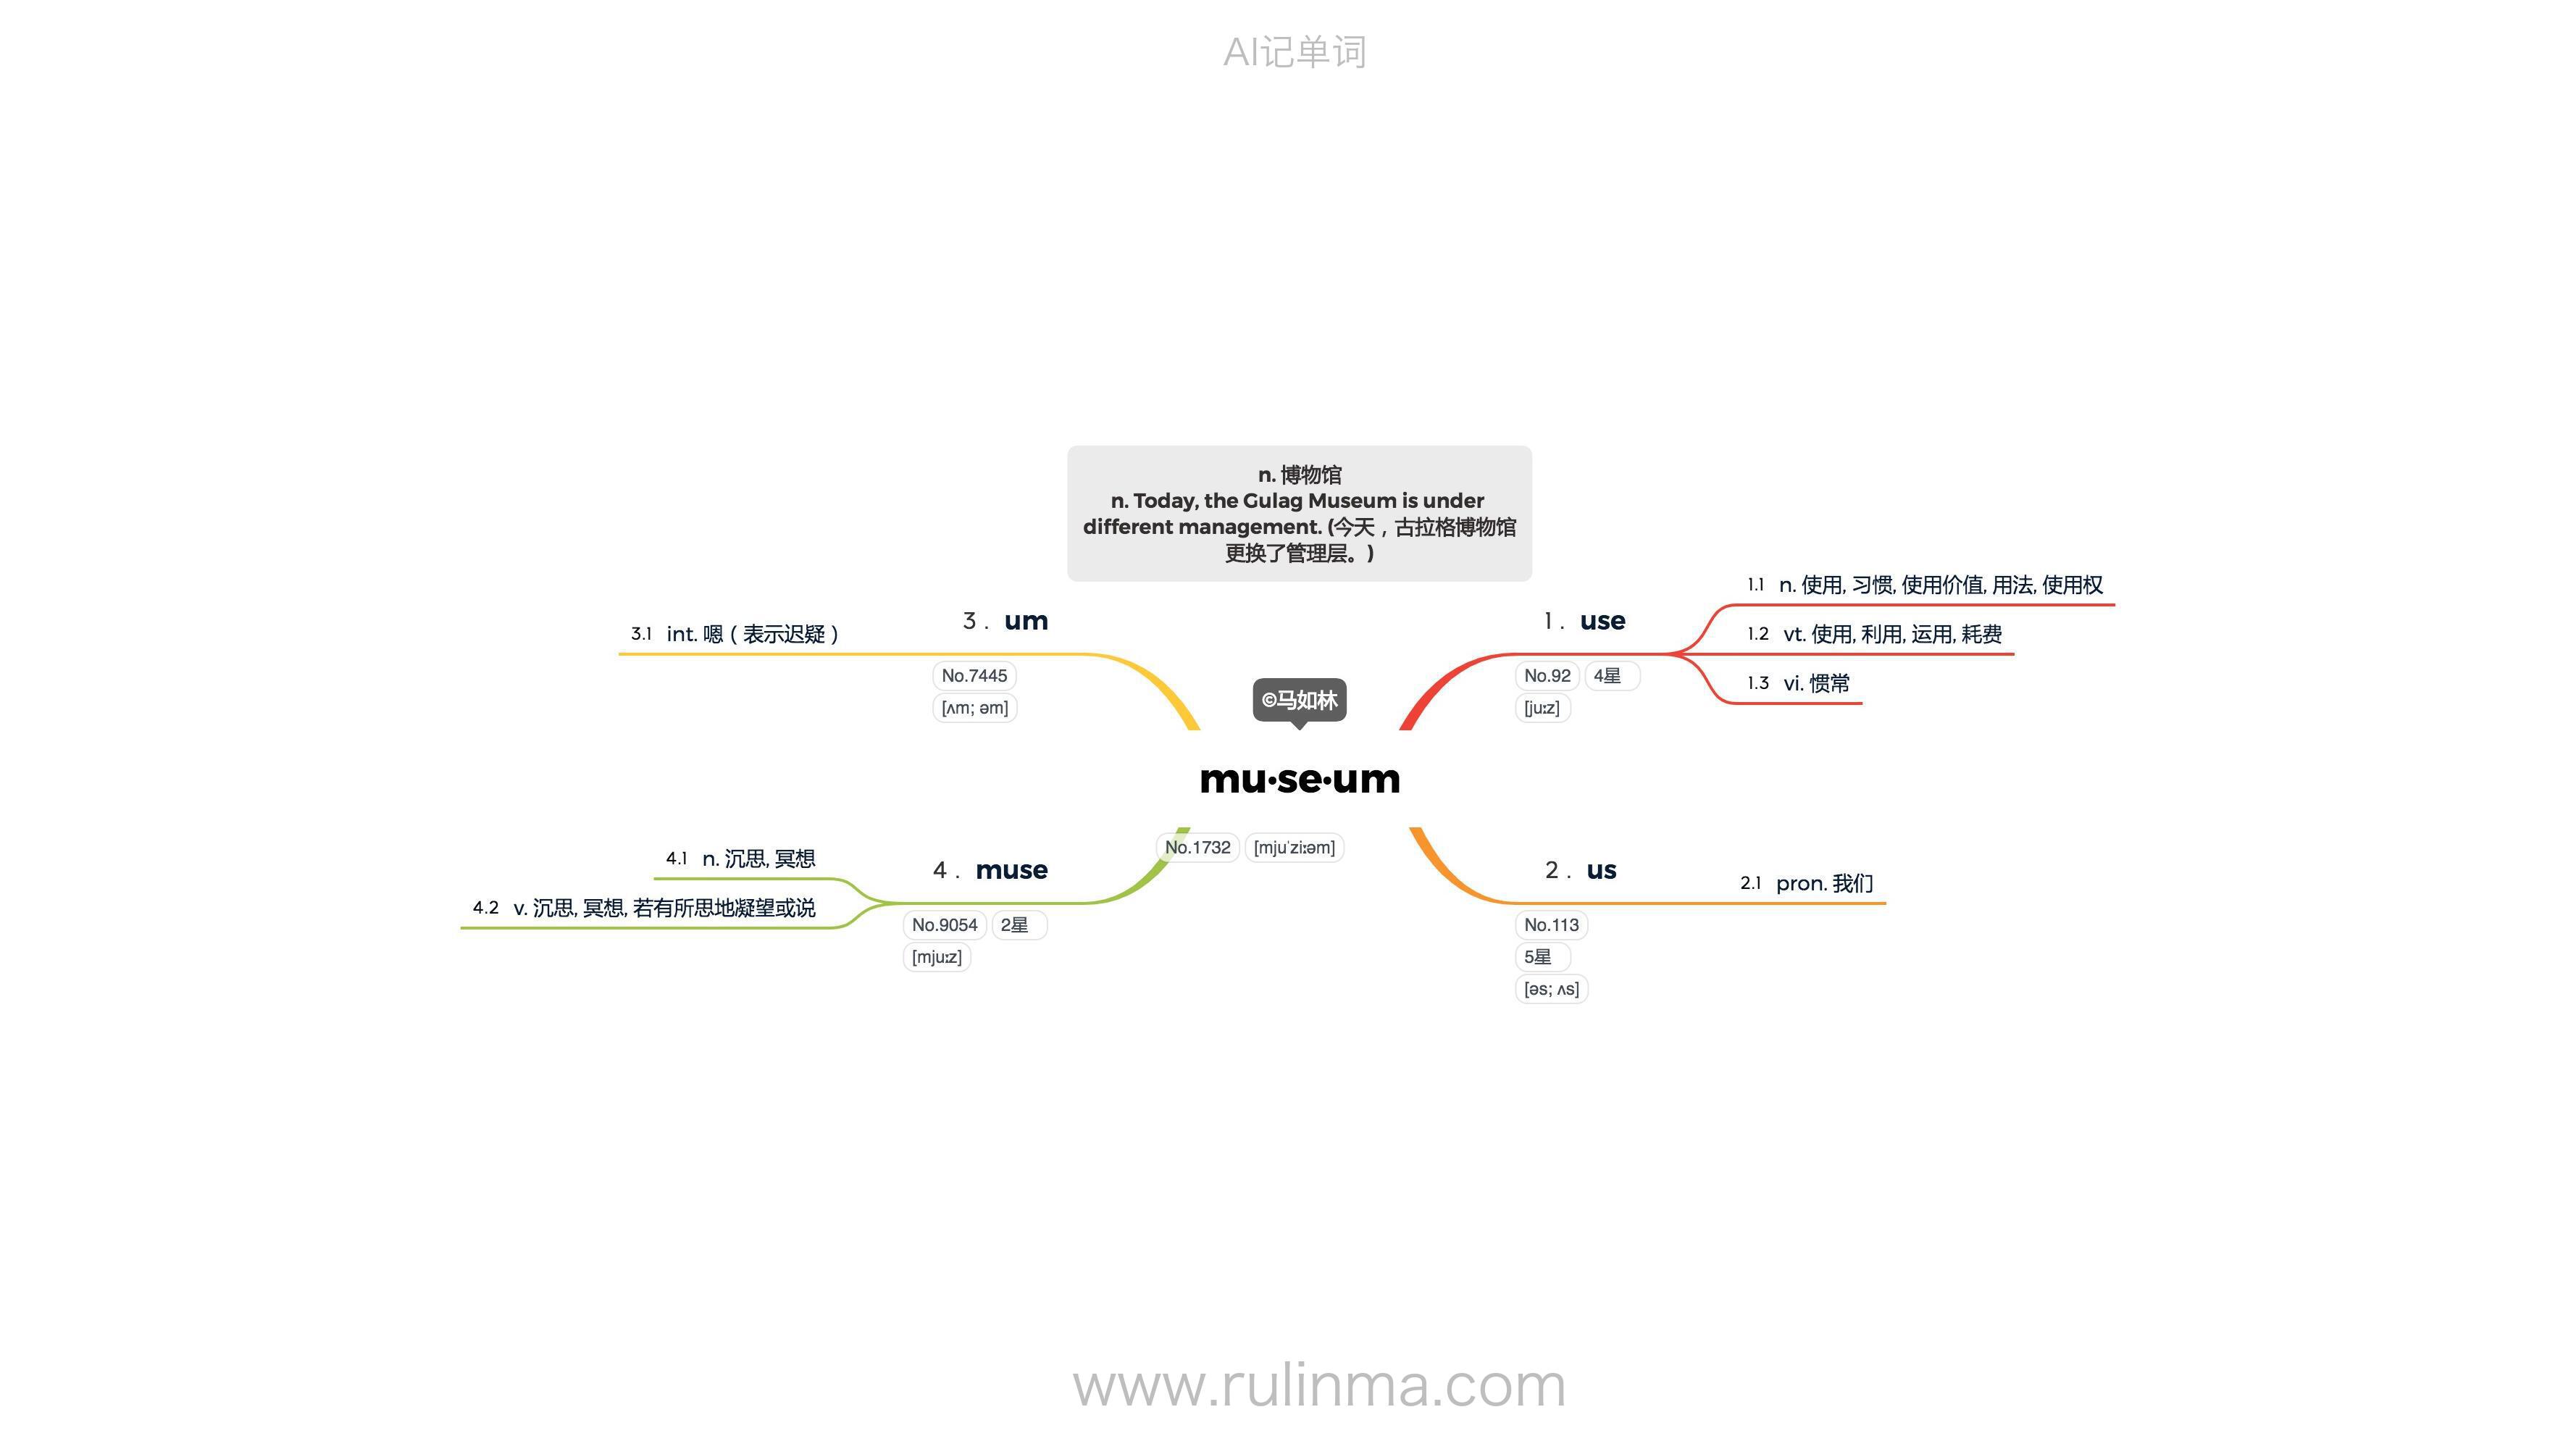 AI记单词
n. 博物馆
n. Today, the Gulag Museum is under
different management. (今天，古拉格博物馆
更换了管理层。)
©马如林
mu•se•um
No.1732 [mjuˈziːəm]
1. use
No.92 4星
[juːz]
1.1 n. 使用, 习惯, 使用价值, 用法, 使用权
1.2 vt. 使用, 利用, 运用, 耗费
1.3 vi. 惯常
2. us
No.113
5星
[əs; ʌs]
2.1 pron. 我们
3. um
No.7445
[ʌm; əm]
3.1 int. 嗯（表示迟疑）
4. muse
No.9054 2星
[mjuːz]
4.1 n. 沉思, 冥想
4.2 v. 沉思, 冥想, 若有所思地凝望或说
www.rulinma.com